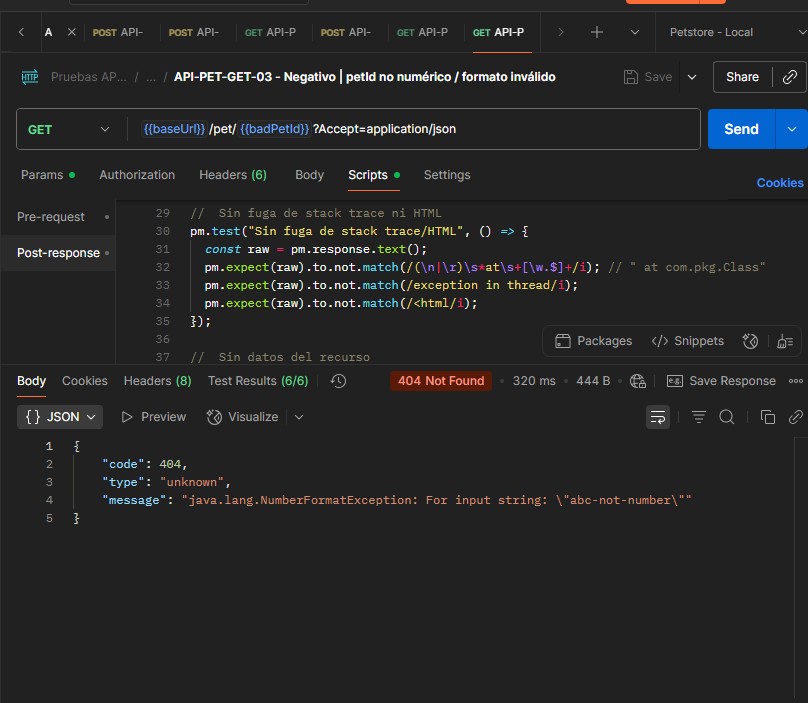 A POST API- POST API- GET API-P POST API- GET API-P GET API-P Petstore - Local
HTTP Pruebas AP... / ... / API-PET-GET-03 - Negativo | petId no numérico / formato inválido Save Share
GET {{baseUrl}} /pet/ {{badPetId}} ?Accept=application/json Send
Params Authorization Headers (6) Body Scripts Settings
Cookies
Pre-request
Post-response
29 // Sin fuga de stack trace ni HTML
30 pm.test("Sin fuga de stack trace/HTML", () => {
31 const raw = pm.response.text();
32 pm.expect(raw).to.not.match(/(\n|\r)\s*at\s+[\w.$]+/i); // " at com.pkg.Class"
33 pm.expect(raw).to.not.match(/exception in thread/i);
34 pm.expect(raw).to.not.match(/<html/i);
35 });
36
37 // Sin datos del recurso
Packages </> Snippets
Body Cookies Headers (8) Test Results (6/6) 404 Not Found 320 ms 444 B e.g. Save Response
{} JSON Preview Visualize
1 {
2 "code": 404,
3 "type": "unknown",
4 "message": "java.lang.NumberFormatException: For input string: \"abc-not-number\""
5 }